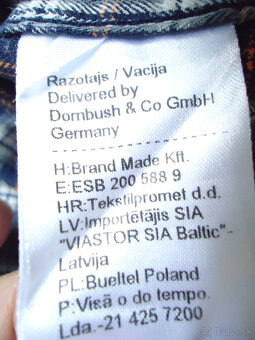 Razotajs / Vacija
Delivered by
Dornbush & Co GmbH
Germany
H:Brand Made Kft.
E:ESB 200 588 9
HR:Tekstilpromet d.d.
LV:Importētājis SIA
"VIASTOR SIA Baltic"-
Latvija
PL:Bueltel Poland
P:Visã o do tempo.
Lda.-21 425 7200